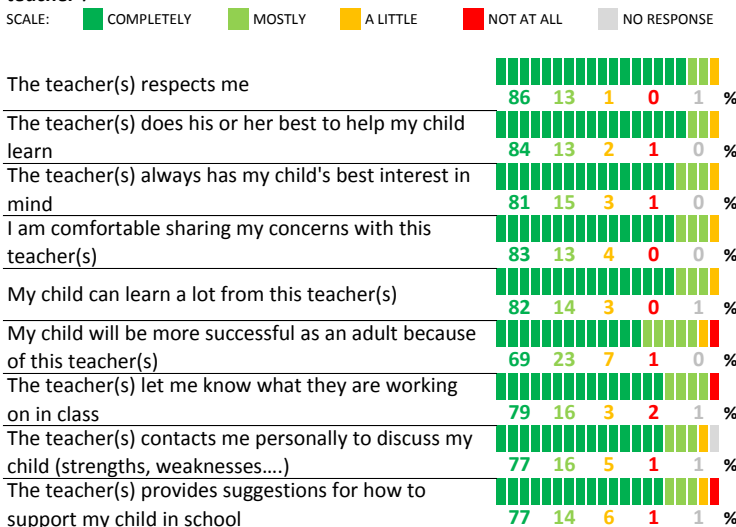 teacher?
SCALE: COMPLETELY MOSTLY A LITTLE NOT AT ALL NO RESPONSE
The teacher(s) respects me
86 13 1 0 1 %
The teacher(s) does his or her best to help my child
learn
84 13 2 1 0 %
The teacher(s) always has my child's best interest in
mind
81 15 3 1 0 %
I am comfortable sharing my concerns with this
teacher(s)
83 13 4 0 0 %
My child can learn a lot from this teacher(s)
82 14 3 0 1 %
My child will be more successful as an adult because
of this teacher(s)
69 23 7 1 0 %
The teacher(s) let me know what they are working
on in class
79 16 3 2 1 %
The teacher(s) contacts me personally to discuss my
child (strengths, weaknesses....)
77 16 5 1 1 %
The teacher(s) provides suggestions for how to
support my child in school
77 14 6 1 1 %